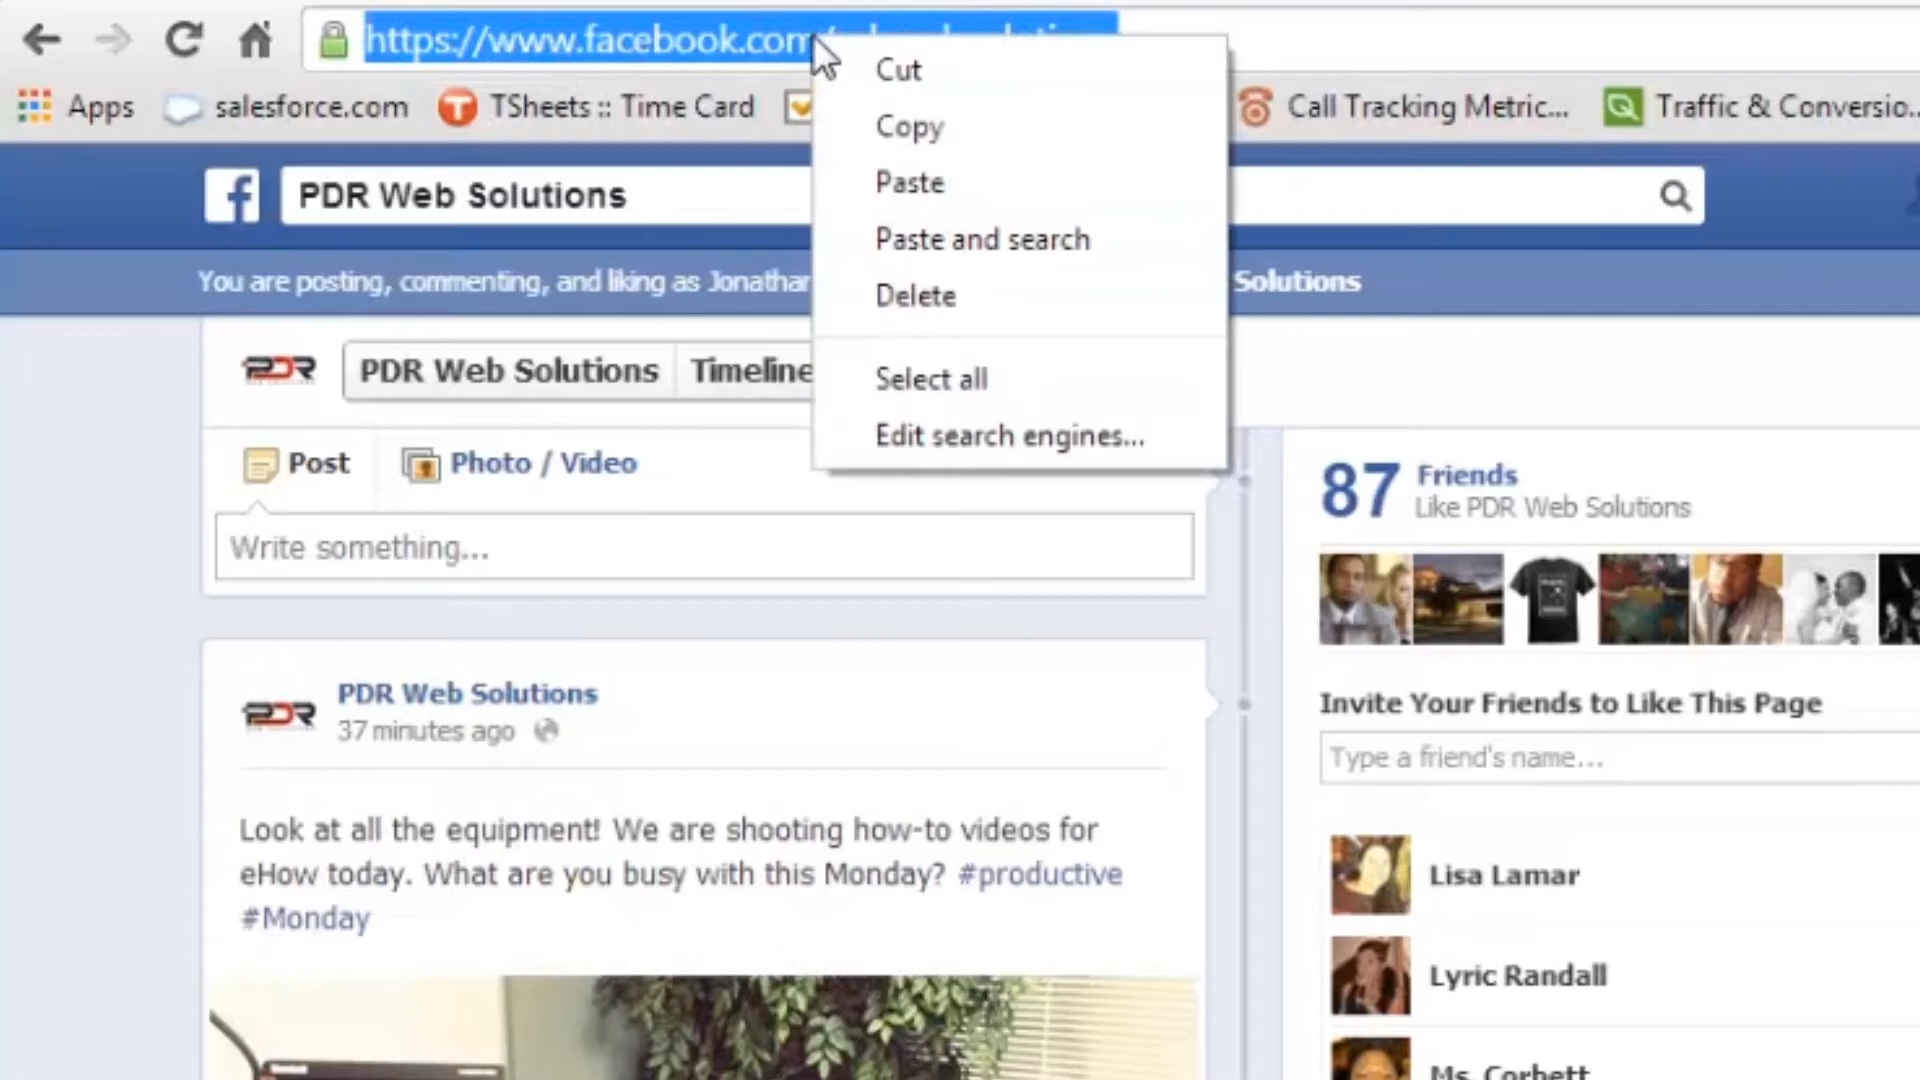 https://www.facebook.com/
Apps salesforce.com TSheets :: Time Card Call Tracking Metric... Traffic & Conversio...
PDR Web Solutions
You are posting, commenting, and liking as Jonathan Solutions
Cut
Copy
Paste
Paste and search
Delete
Select all
Edit search engines...
PDR PDR Web Solutions Timeline
Post Photo / Video
Write something...
87 Friends
Like PDR Web Solutions
Invite Your Friends to Like This Page
Type a friend's name...
PDR PDR Web Solutions
37 minutes ago
Look at all the equipment! We are shooting how-to videos for
eHow today. What are you busy with this Monday? #productive
#Monday
Lisa Lamar
Lyric Randall
Ms. Corbett